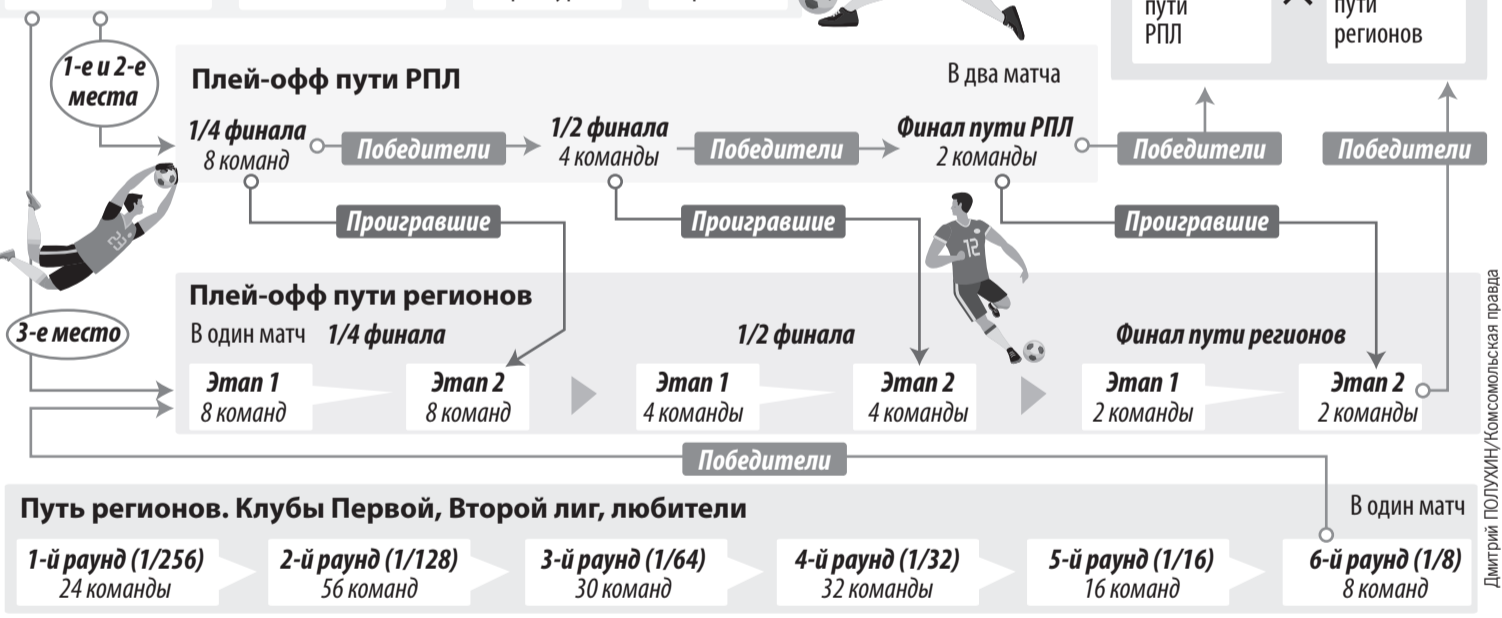 пути
РПЛ
пути
регионов
1-е и 2-е
места
Плей-офф пути РПЛ
В два матча
1/4 финала
8 команд
Победители
1/2 финала
4 команды
Победители
Финал пути РПЛ
2 команды
Победители
Победители
Проигравшие
Проигравшие
Проигравшие
23
12
Плей-офф пути регионов
3-е место
В один матч
1/4 финала
1/2 финала
Финал пути регионов
Этап 1
8 команд
Этап 2
8 команд
Этап 1
4 команды
Этап 2
4 команды
Этап 1
2 команды
Этап 2
2 команды
Победители
Путь регионов. Клубы Первой, Второй лиг, любители
В один матч
1-й раунд (1/256)
24 команды
2-й раунд (1/128)
56 команд
3-й раунд (1/64)
30 команд
4-й раунд (1/32)
32 команды
5-й раунд (1/16)
16 команд
6-й раунд (1/8)
8 команд
Дмитрий ПОЛУХИН/Комсомольская правда